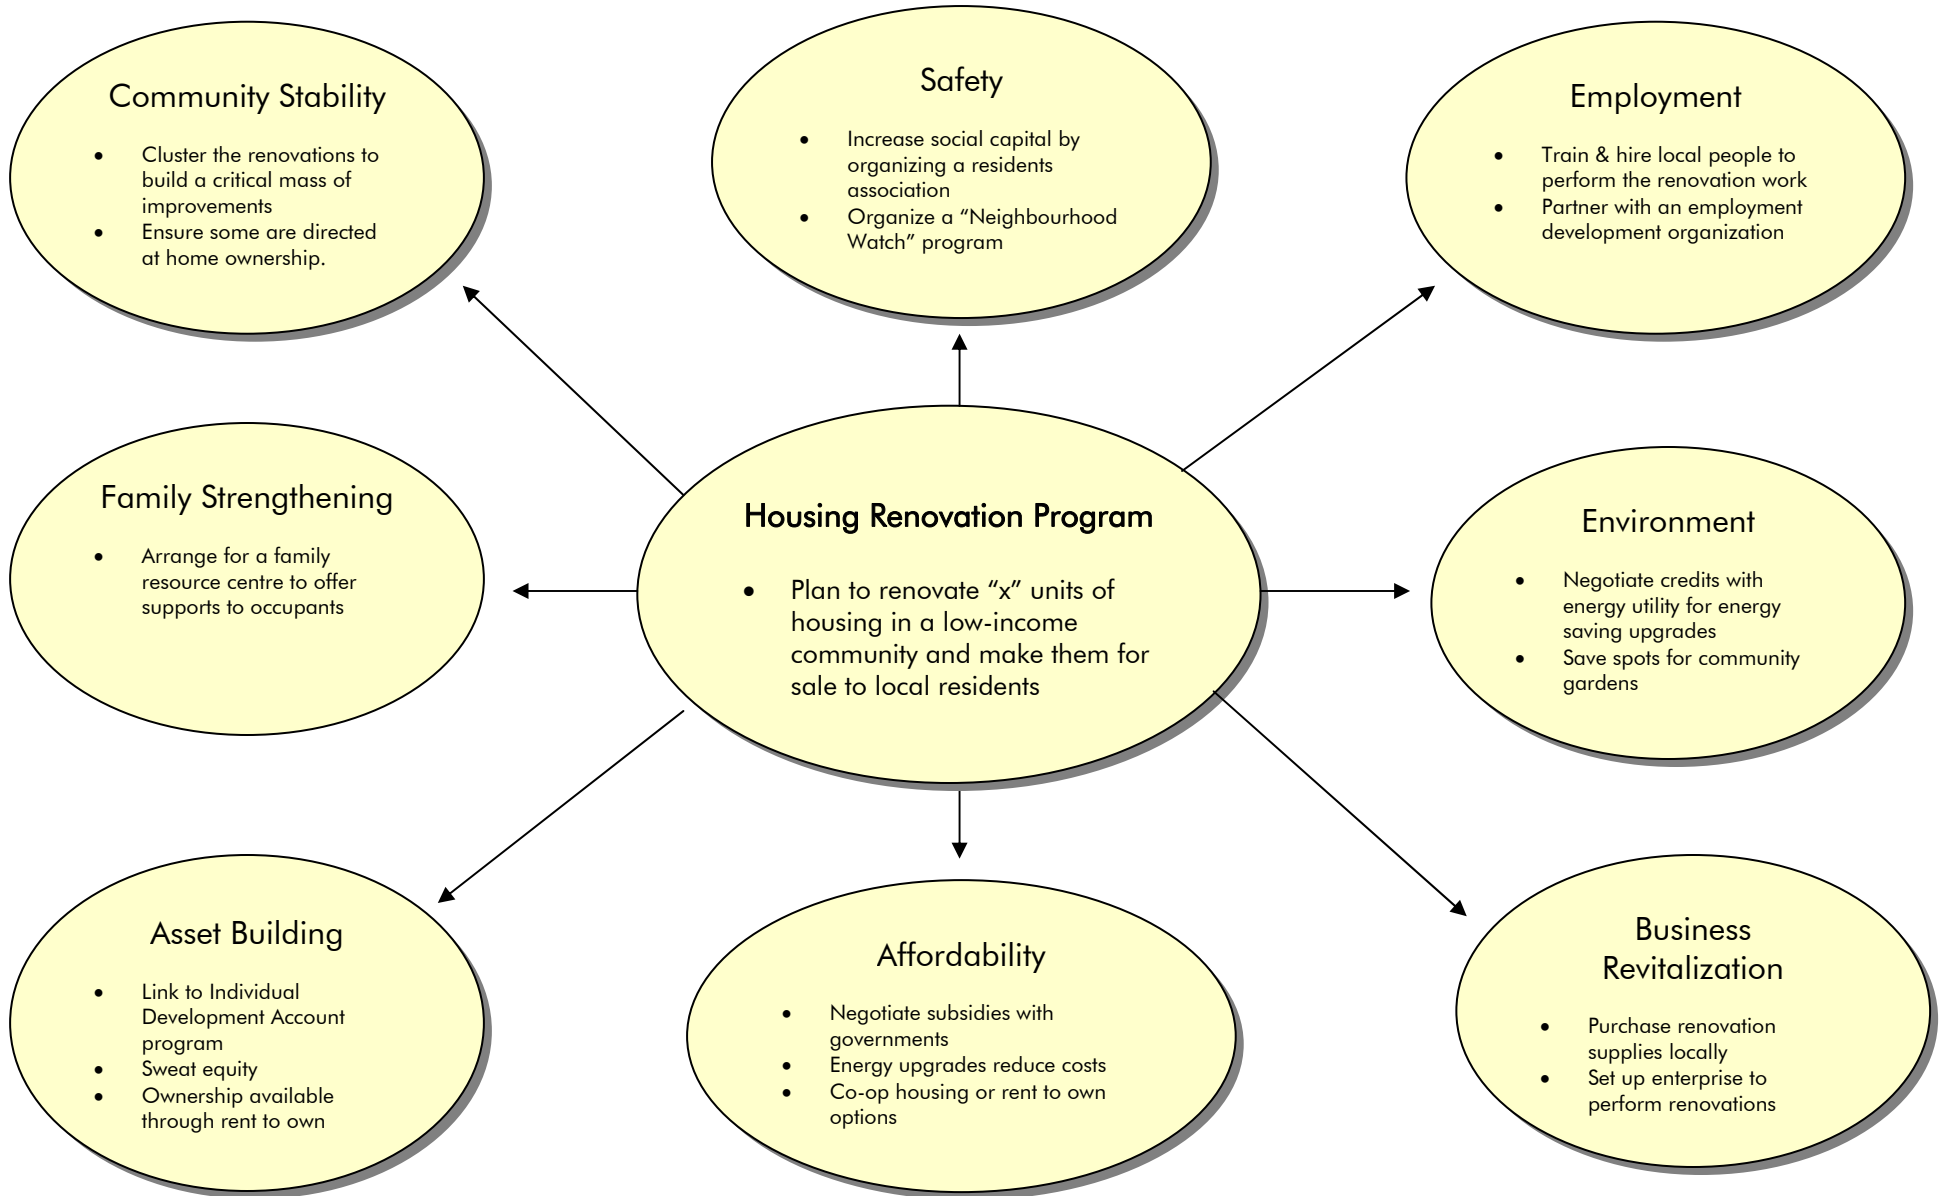 Community Stability
• Cluster the renovations to
build a critical mass of
improvements
• Ensure some are directed
at home ownership.
Safety
• Increase social capital by
organizing a residents
association
• Organize a “Neighbourhood
Watch” program
Employment
• Train & hire local people to
perform the renovation work
• Partner with an employment
development organization
Family Strengthening
• Arrange for a family
resource centre to offer
supports to occupants
Housing Renovation Program
• Plan to renovate “x” units of
housing in a low-income
community and make them for
sale to local residents
Environment
• Negotiate credits with
energy utility for energy
saving upgrades
• Save spots for community
gardens
Asset Building
• Link to Individual
Development Account
program
• Sweat equity
• Ownership available
through rent to own
Affordability
• Negotiate subsidies with
governments
• Energy upgrades reduce costs
• Co-op housing or rent to own
options
Business
Revitalization
• Purchase renovation
supplies locally
• Set up enterprise to
perform renovations